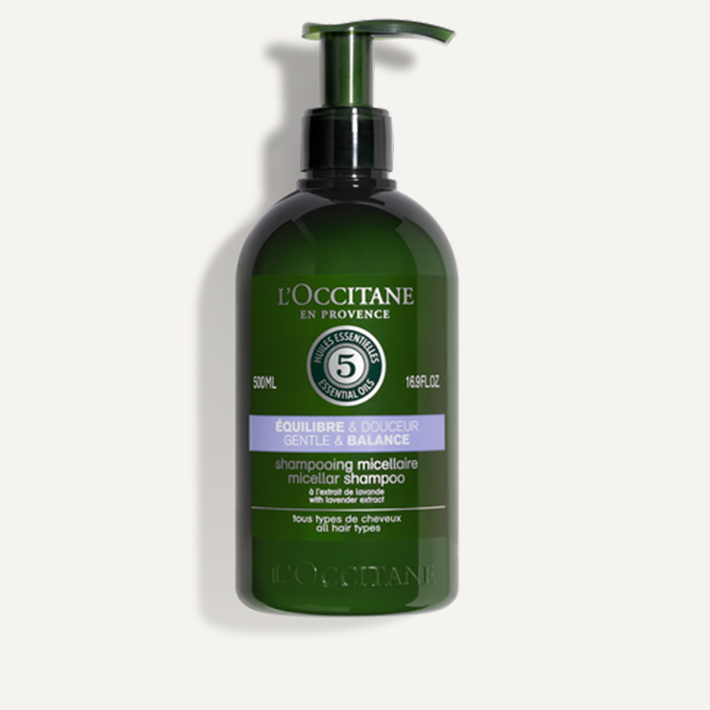 L'OCCITANE
EN PROVENCE
HUILES ESSENTIELLES
5
ESSENTIAL OILS
500ML 16.9FL.OZ
ÉQUILIBRE & DOUCEUR
GENTLE & BALANCE
shampooing micellaire
micellar shampoo
à l'extrait de lavande
with lavender extract
tous types de cheveux
all hair types
L'OCCITANE